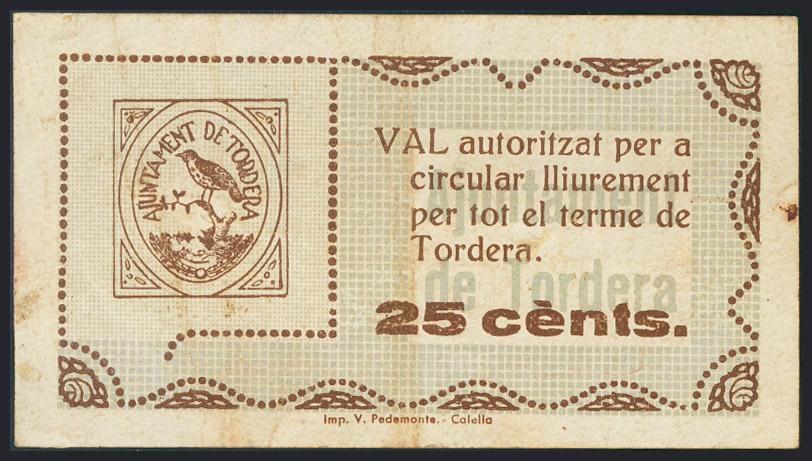 AJUNTAMENT DE TORDERA
VAL autoritzat per a
circular lliurement
per tot el terme de
Tordera.
25 cènts.
Ajuntament
de Tordera
Imp. V. Pedemonte. - Calella